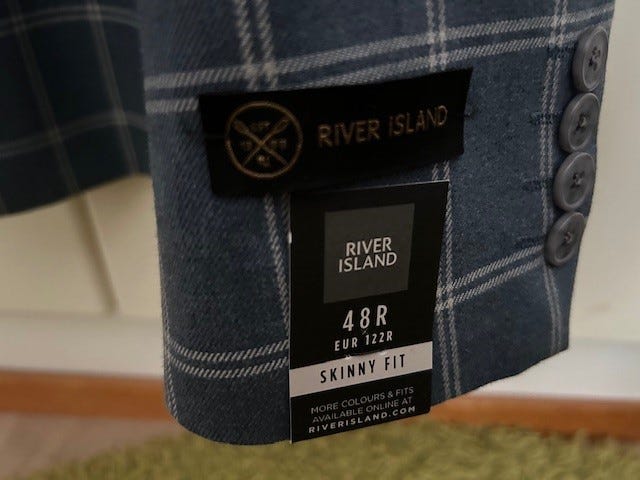 RIVER ISLAND
RIVER
ISLAND
48R
EUR 122R
SKINNY FIT
MORE COLOURS & FITS
AVAILABLE ONLINE AT
RIVERISLAND.COM